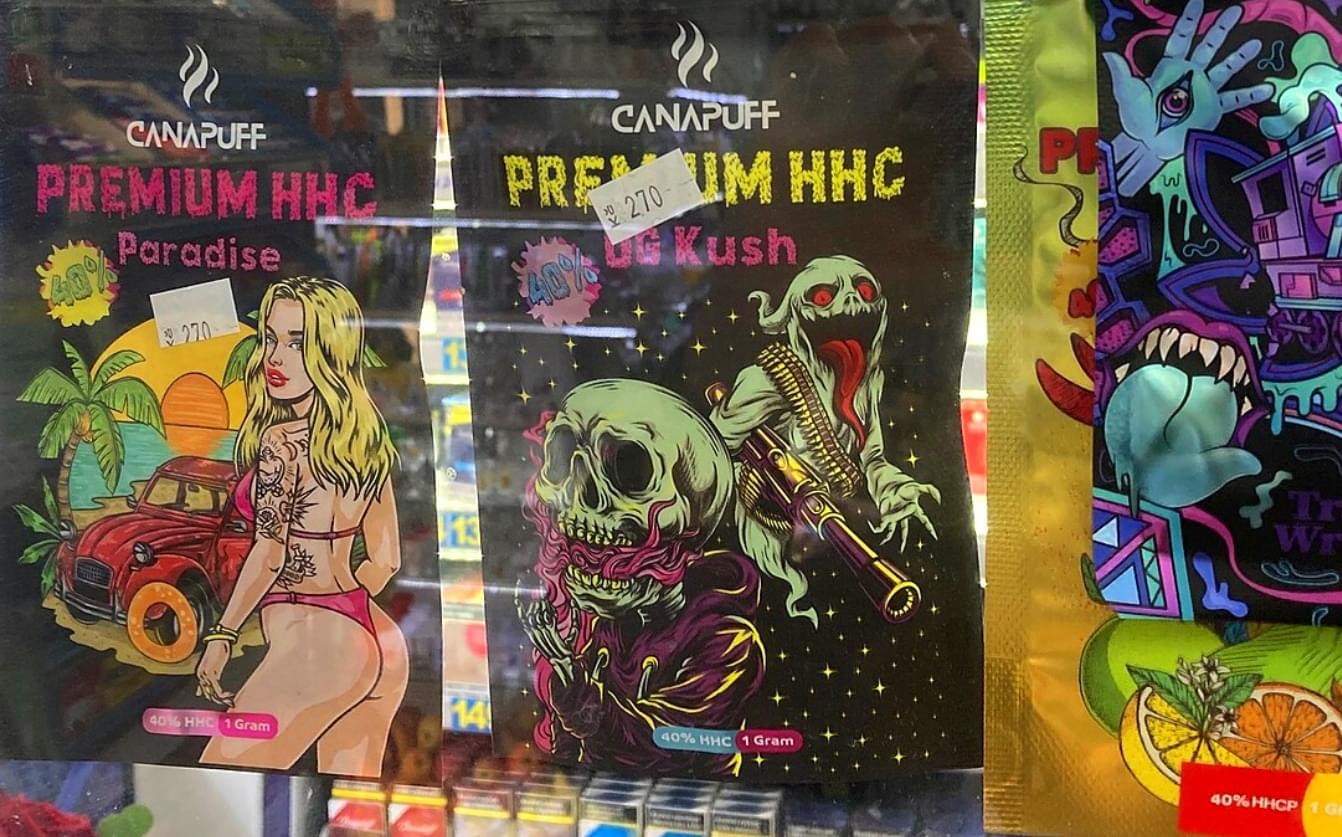 CANAPUFF
PREMIUM HHC
Paradise
40%
270
40% HHC 1 Gram
CANAPUFF
PREMIUM HHC
270
OG Kush
40%
40% HHC 1 Gram
40% HHCP